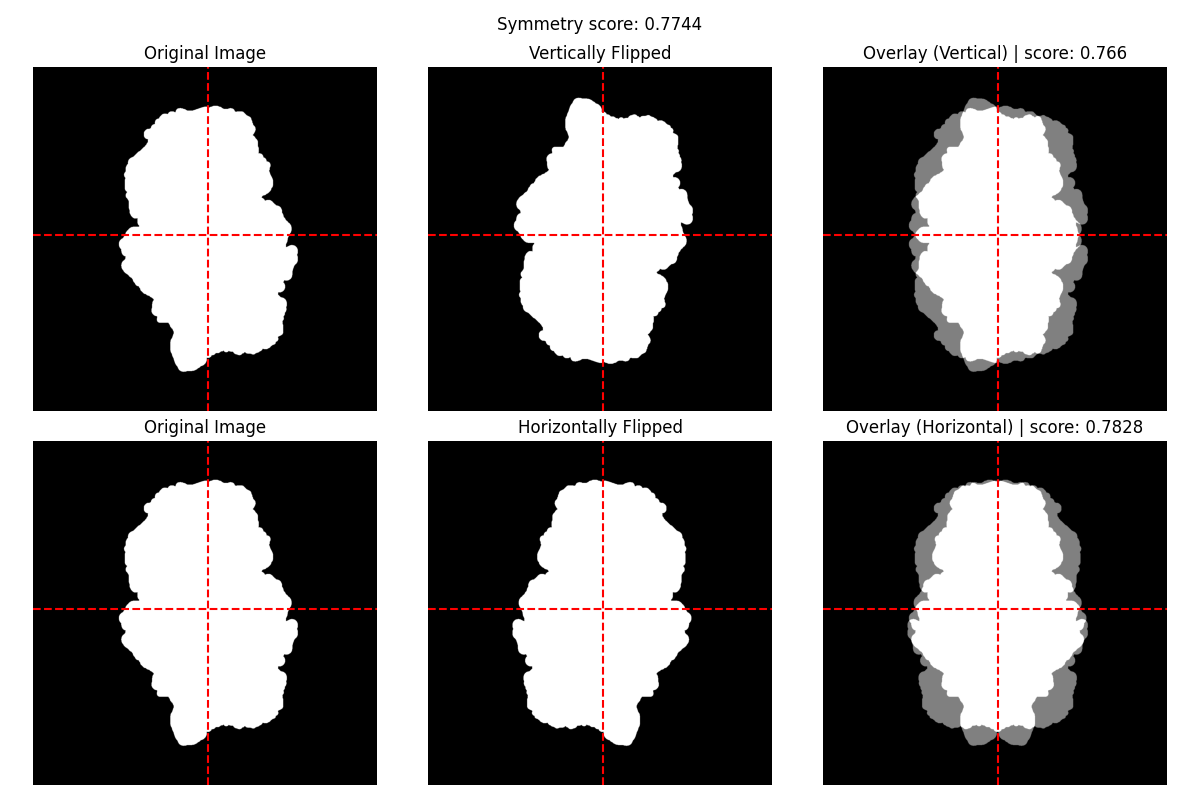 Symmetry score: 0.7744
Original Image
Vertically Flipped
Overlay (Vertical) | score: 0.766
Original Image
Horizontally Flipped
Overlay (Horizontal) | score: 0.7828